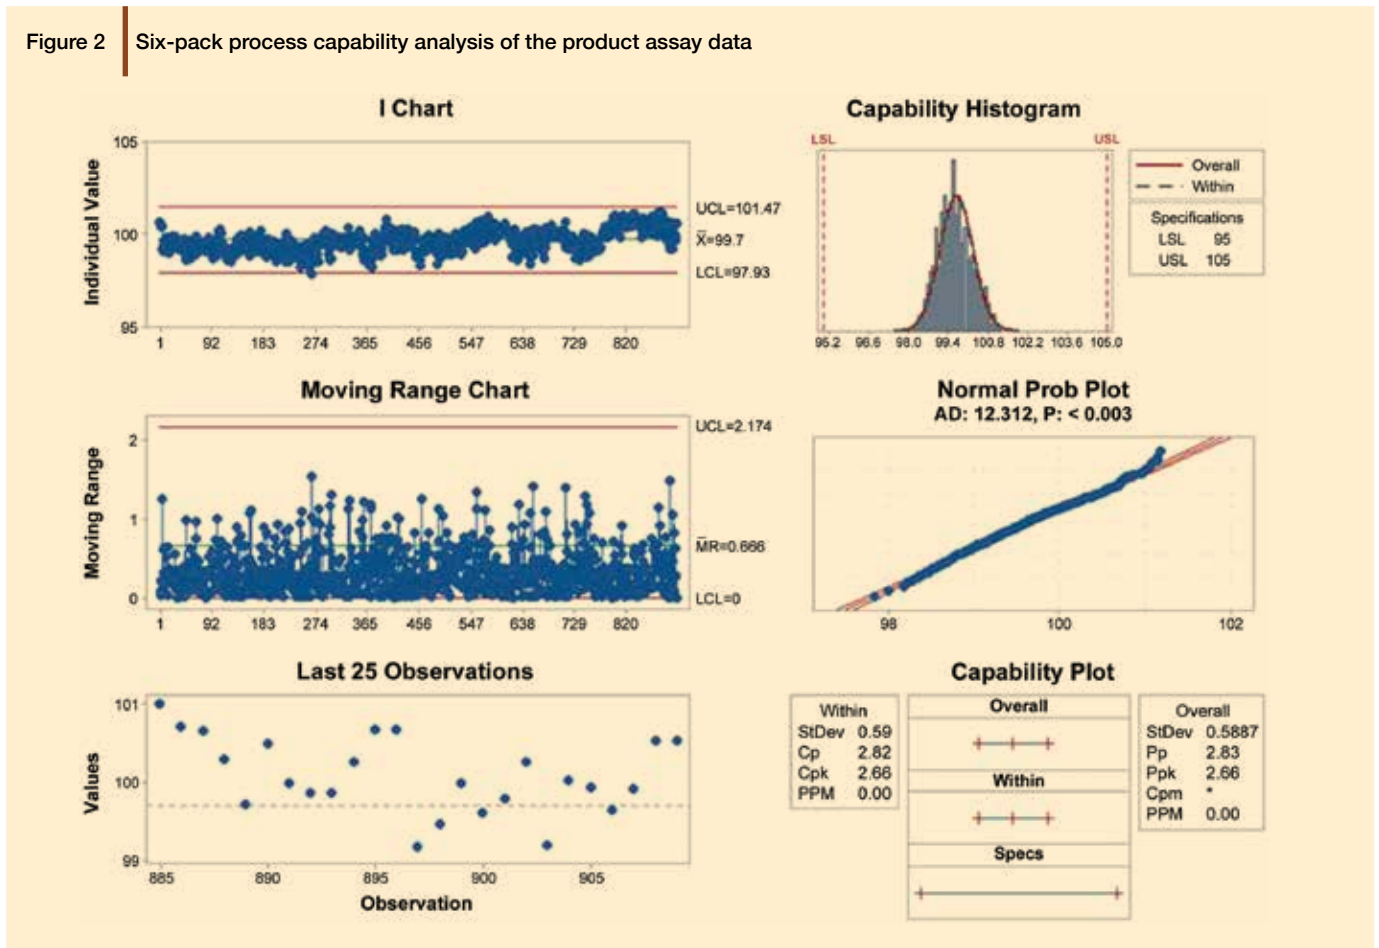 Figure 2 Six-pack process capability analysis of the product assay data
I Chart
Individual Value
105
100
95
UCL=101.47
X̅=99.7
LCL=97.93
1 92 183 274 365 456 547 638 729 820
Capability Histogram
LSL USL
95.2 96.6 98.0 99.4 100.8 102.2 103.6 105.0
Overall
Within
Specifications
LSL 95
USL 105
Moving Range Chart
Moving Range
2
1
0
UCL=2.174
M̅R=0.666
LCL=0
1 92 183 274 365 456 547 638 729 820
Normal Prob Plot
AD: 12.312, P: < 0.003
98 100 102
Last 25 Observations
Values
101
100
99
885 890 895 900 905
Observation
Capability Plot
Within
StDev 0.59
Cp 2.82
Cpk 2.66
PPM 0.00
Overall
Within
Specs
Overall
StDev 0.5887
Pp 2.83
Ppk 2.66
Cpm *
PPM 0.00